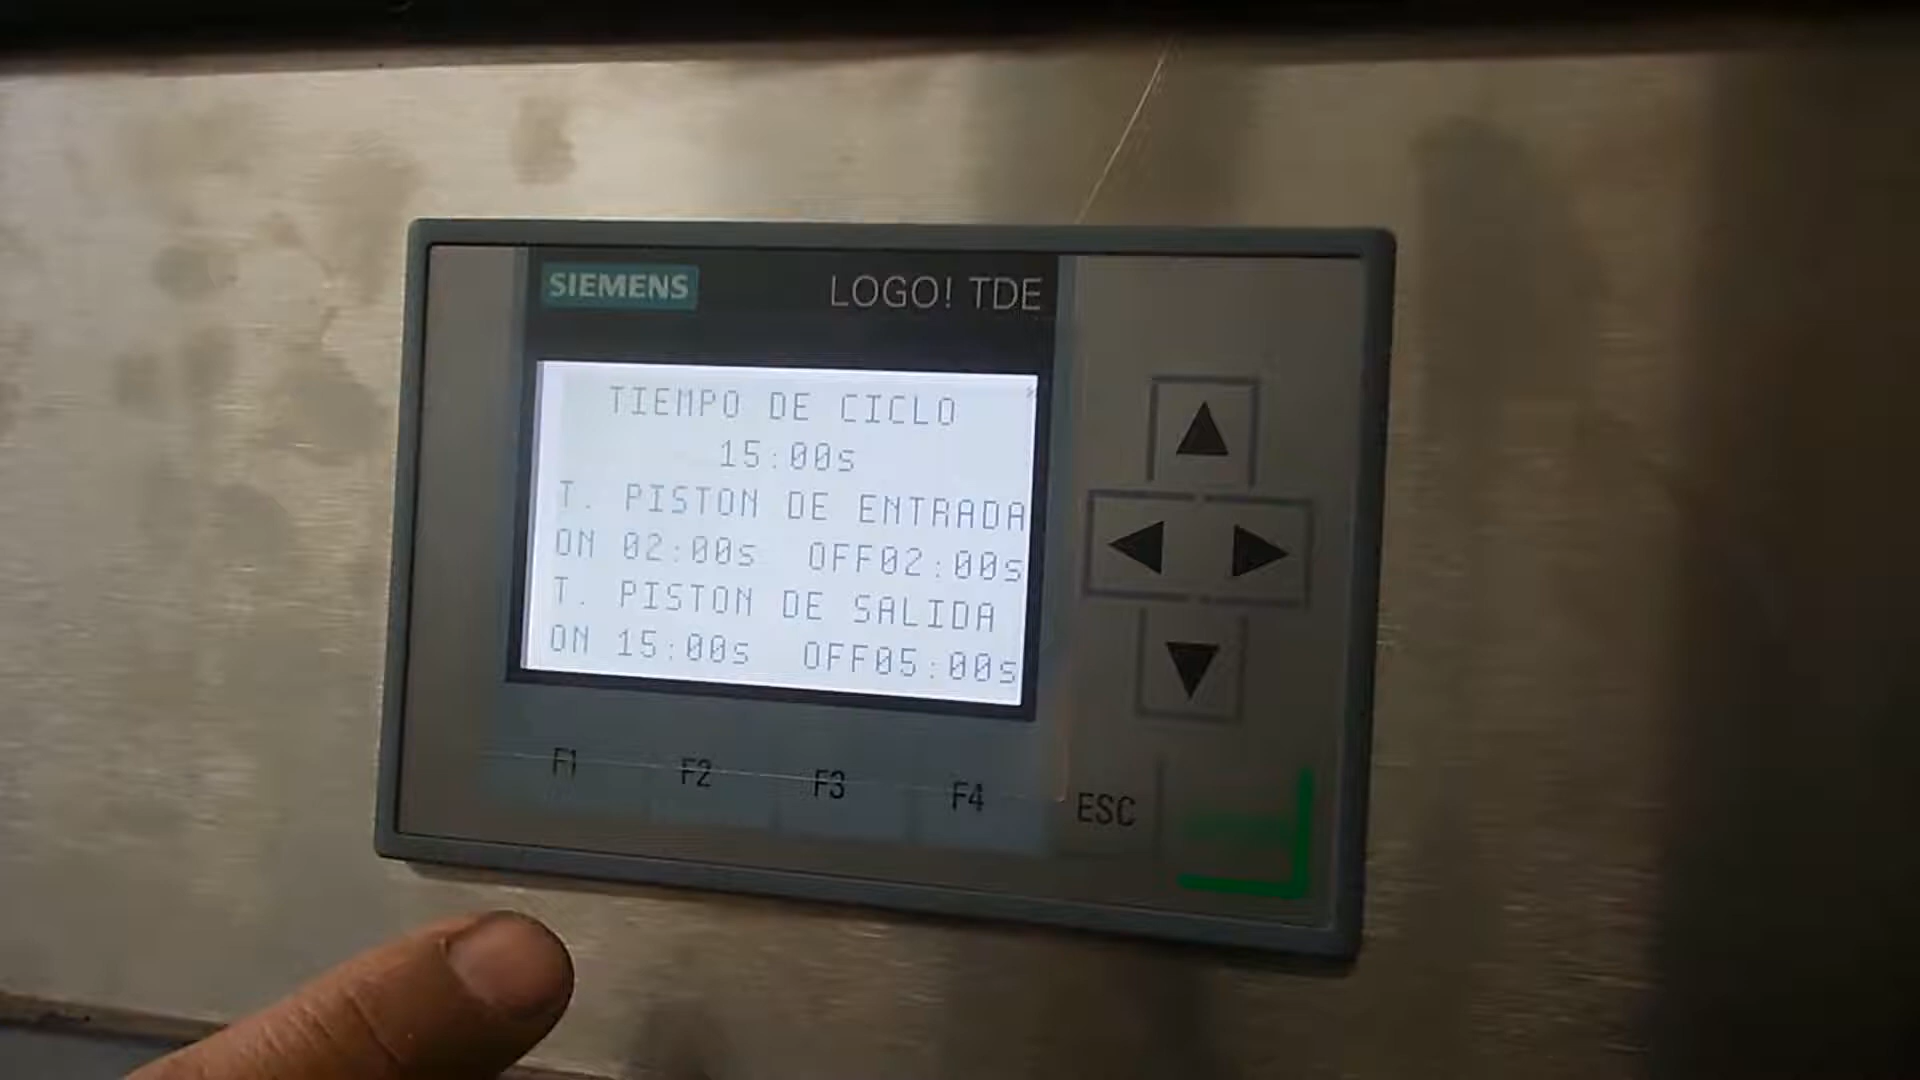 SIEMENS LOGO! TDE
TIEMPO DE CICLO
15:00s
T. PISTON DE ENTRADA
ON 02:00s OFF02:00s
T. PISTON DE SALIDA
ON 15:00s OFF05:00s
F1 F2 F3 F4 ESC